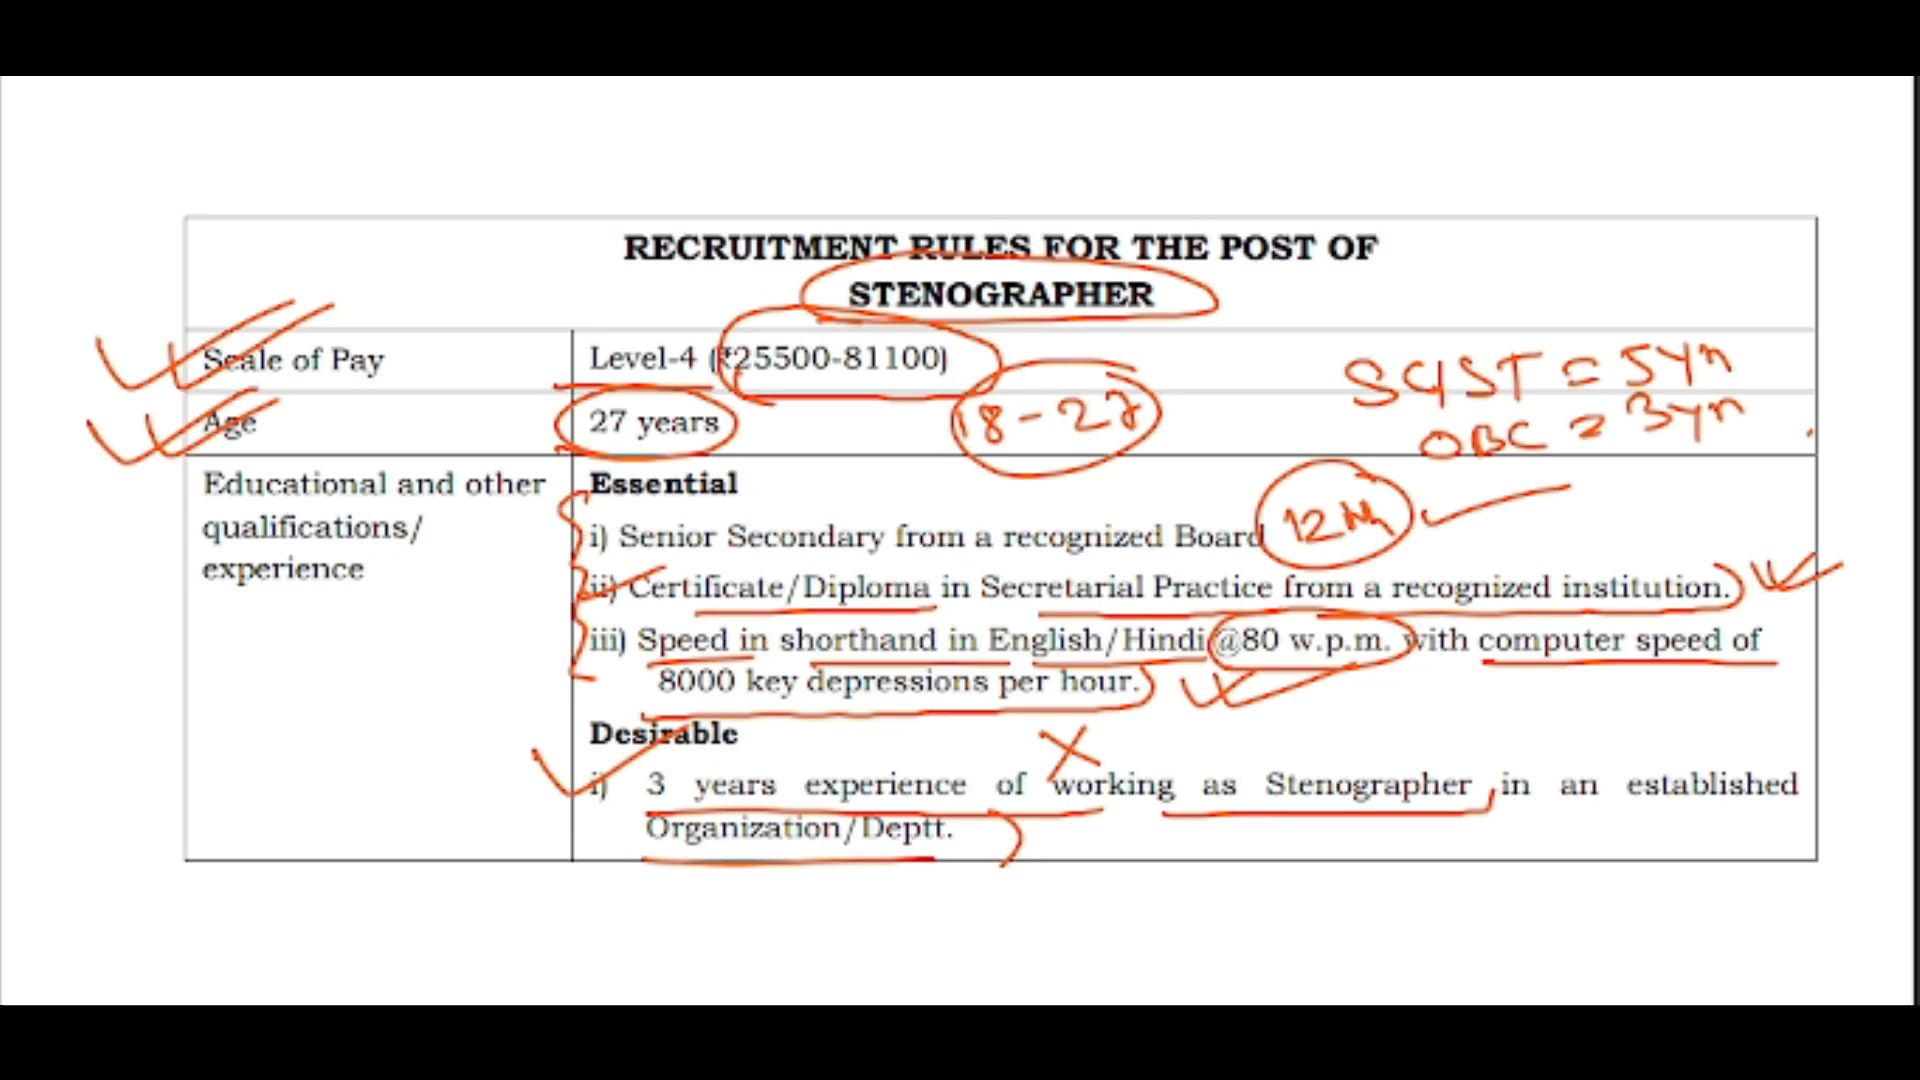 RECRUITMENT RULES FOR THE POST OF
STENOGRAPHER
Scale of Pay
Level-4 (₹25500-81100)
SC/ST = 5yr
Age
27 years
18-27
OBC = 3yr
Educational and other
qualifications/
experience
Essential
i) Senior Secondary from a recognized Board
12th
ii) Certificate/Diploma in Secretarial Practice from a recognized institution.
iii) Speed in shorthand in English/Hindi @80 w.p.m. with computer speed of
8000 key depressions per hour.
Desirable
i) 3 years experience of working as Stenographer in an established
Organization/Deptt.